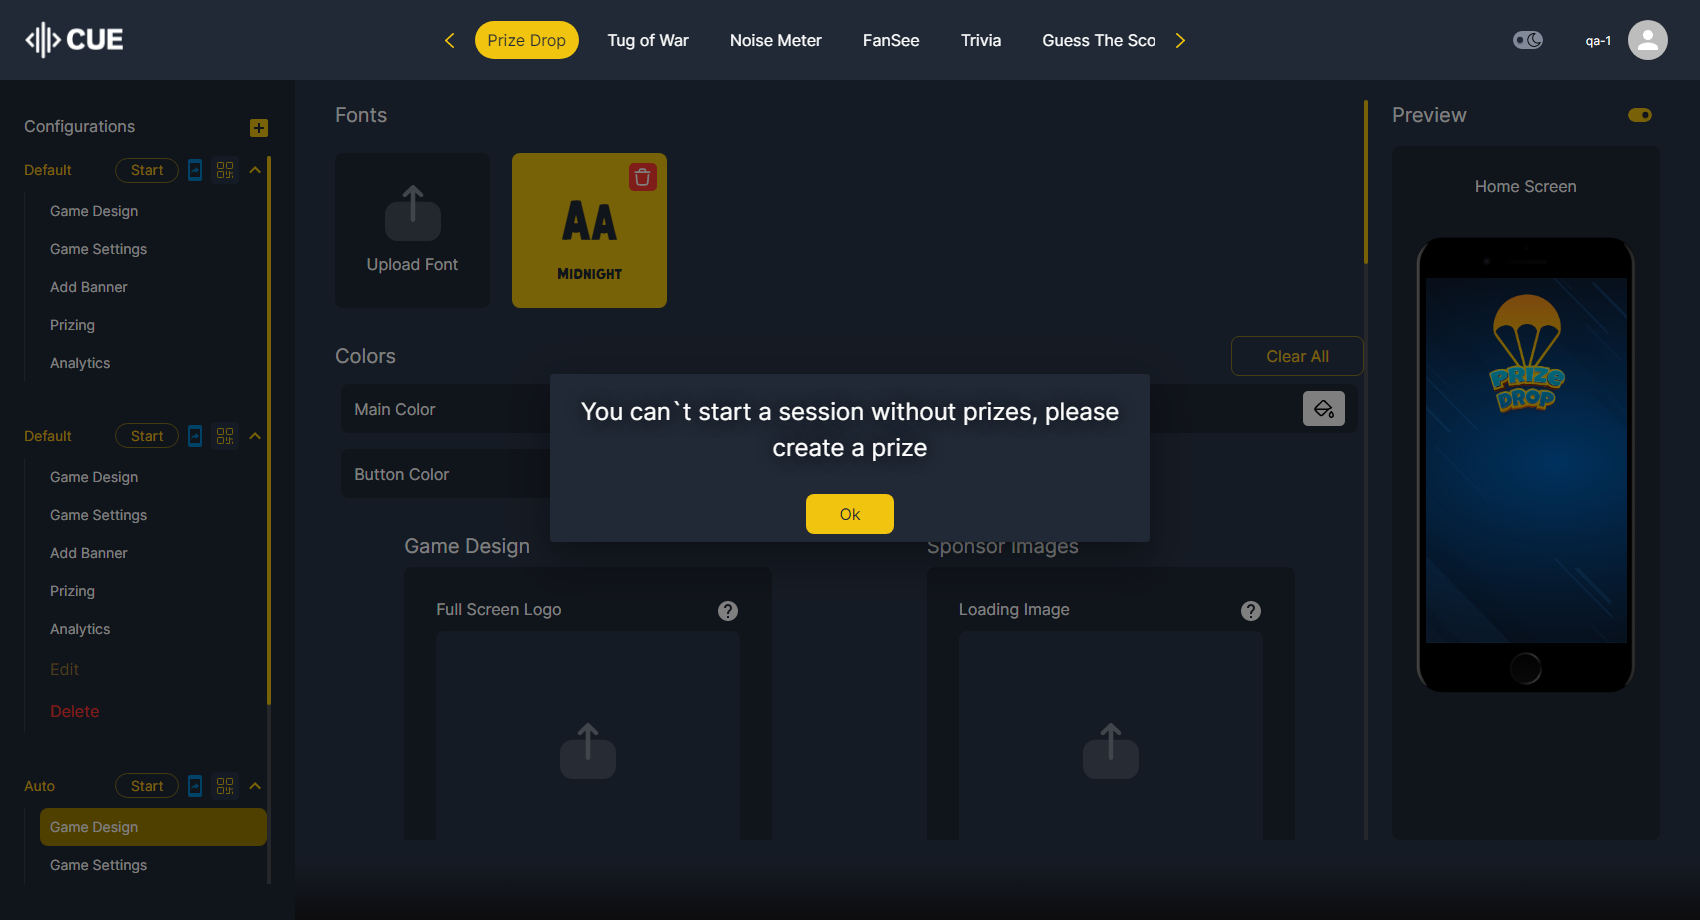 CUE
Prize Drop
Tug of War
Noise Meter
FanSee
Trivia
Guess The Sco
qa-1
Configurations
Default
Start
Game Design
Game Settings
Add Banner
Prizing
Analytics
Default
Start
Game Design
Game Settings
Add Banner
Prizing
Analytics
Edit
Delete
Auto
Start
Game Design
Game Settings
Fonts
Upload Font
AA
MIDNIGHT
Colors
Clear All
Main Color
Button Color
You can`t start a session without prizes, please
create a prize
Ok
Game Design
Full Screen Logo
?
Sponsor Images
Loading Image
?
Preview
Home Screen
PRIZE
DROP